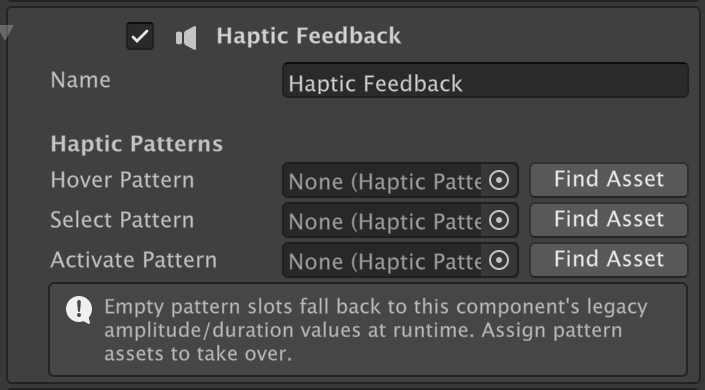 Haptic Feedback
Name Haptic Feedback
Haptic Patterns
Hover Pattern None (Haptic Patte Find Asset
Select Pattern None (Haptic Patte Find Asset
Activate Pattern None (Haptic Patte Find Asset
Empty pattern slots fall back to this component's legacy
amplitude/duration values at runtime. Assign pattern
assets to take over.